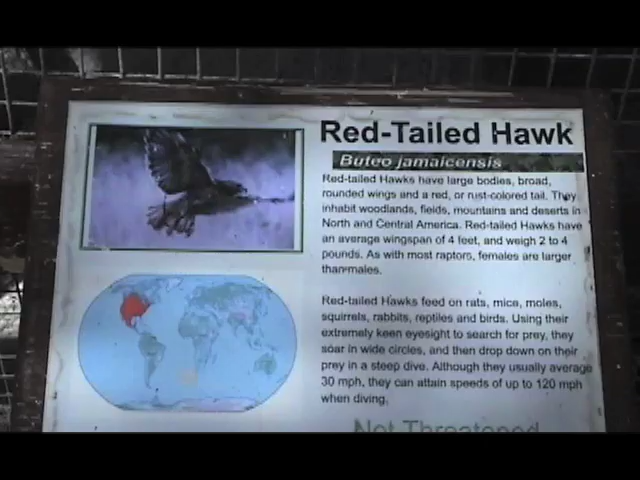 Red-Tailed Hawk
Buteo jamaicensis
Red-tailed Hawks have large bodies, broad,
rounded wings and a red, or rust-colored tail. They
inhabit woodlands, fields, mountains and deserts in
North and Central America. Red-tailed Hawks have
an average wingspan of 4 feet, and weigh 2 to 4
pounds. As with most raptors, females are larger
than males.
Red-tailed Hawks feed on rats, mice, moles,
squirrels, rabbits, reptiles and birds. Using their
extremely keen eyesight to search for prey, they
soar in wide circles, and then drop down on their
prey in a steep dive. Although they usually average
30 mph, they can attain speeds of up to 120 mph
when diving.
Not Threatened